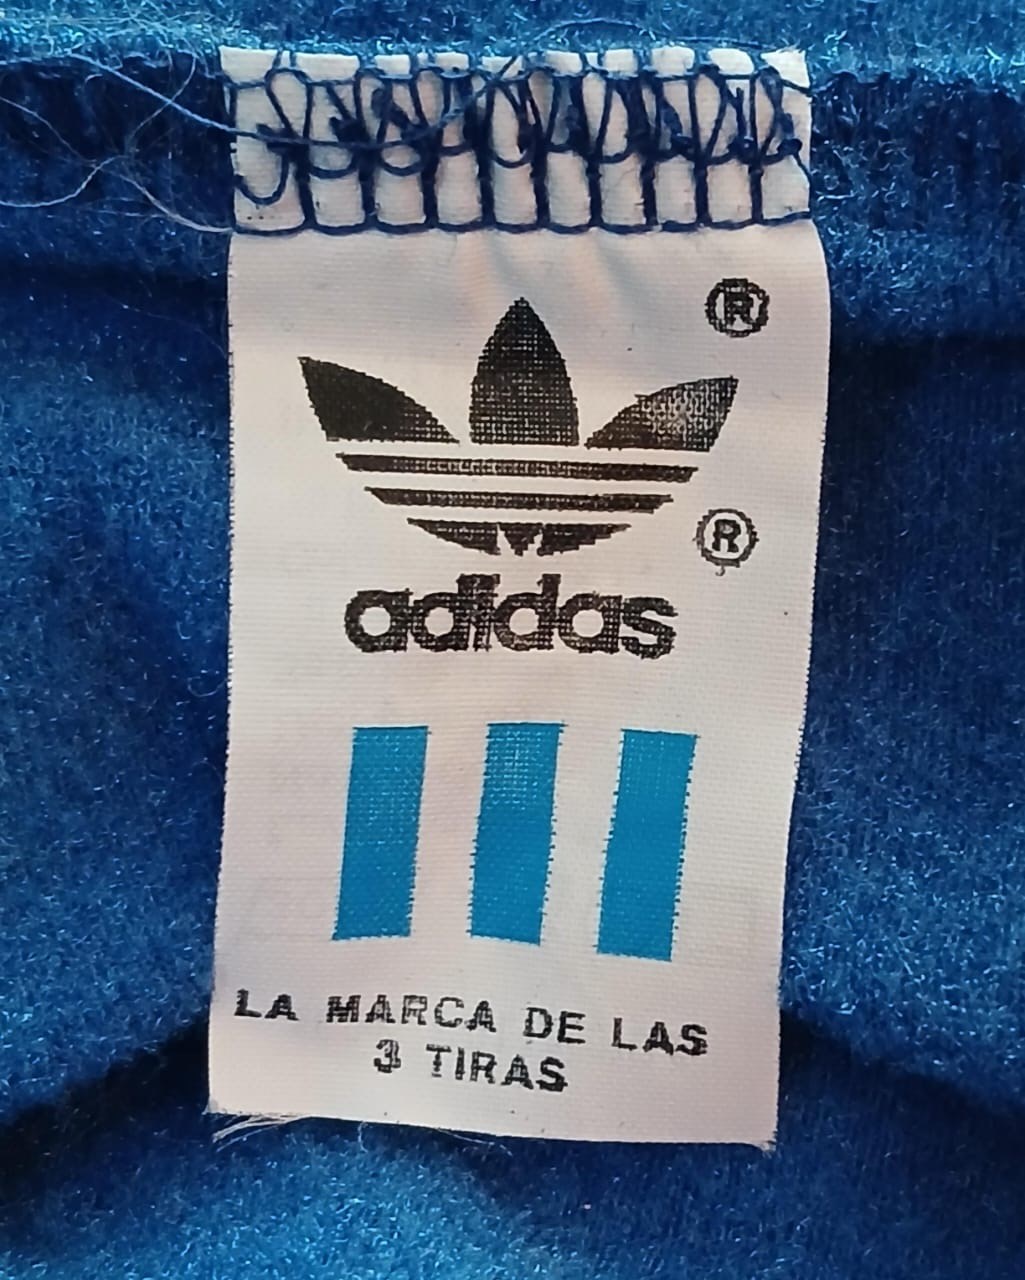 ®
®
adidas
LA MARCA DE LAS
3 TIRAS